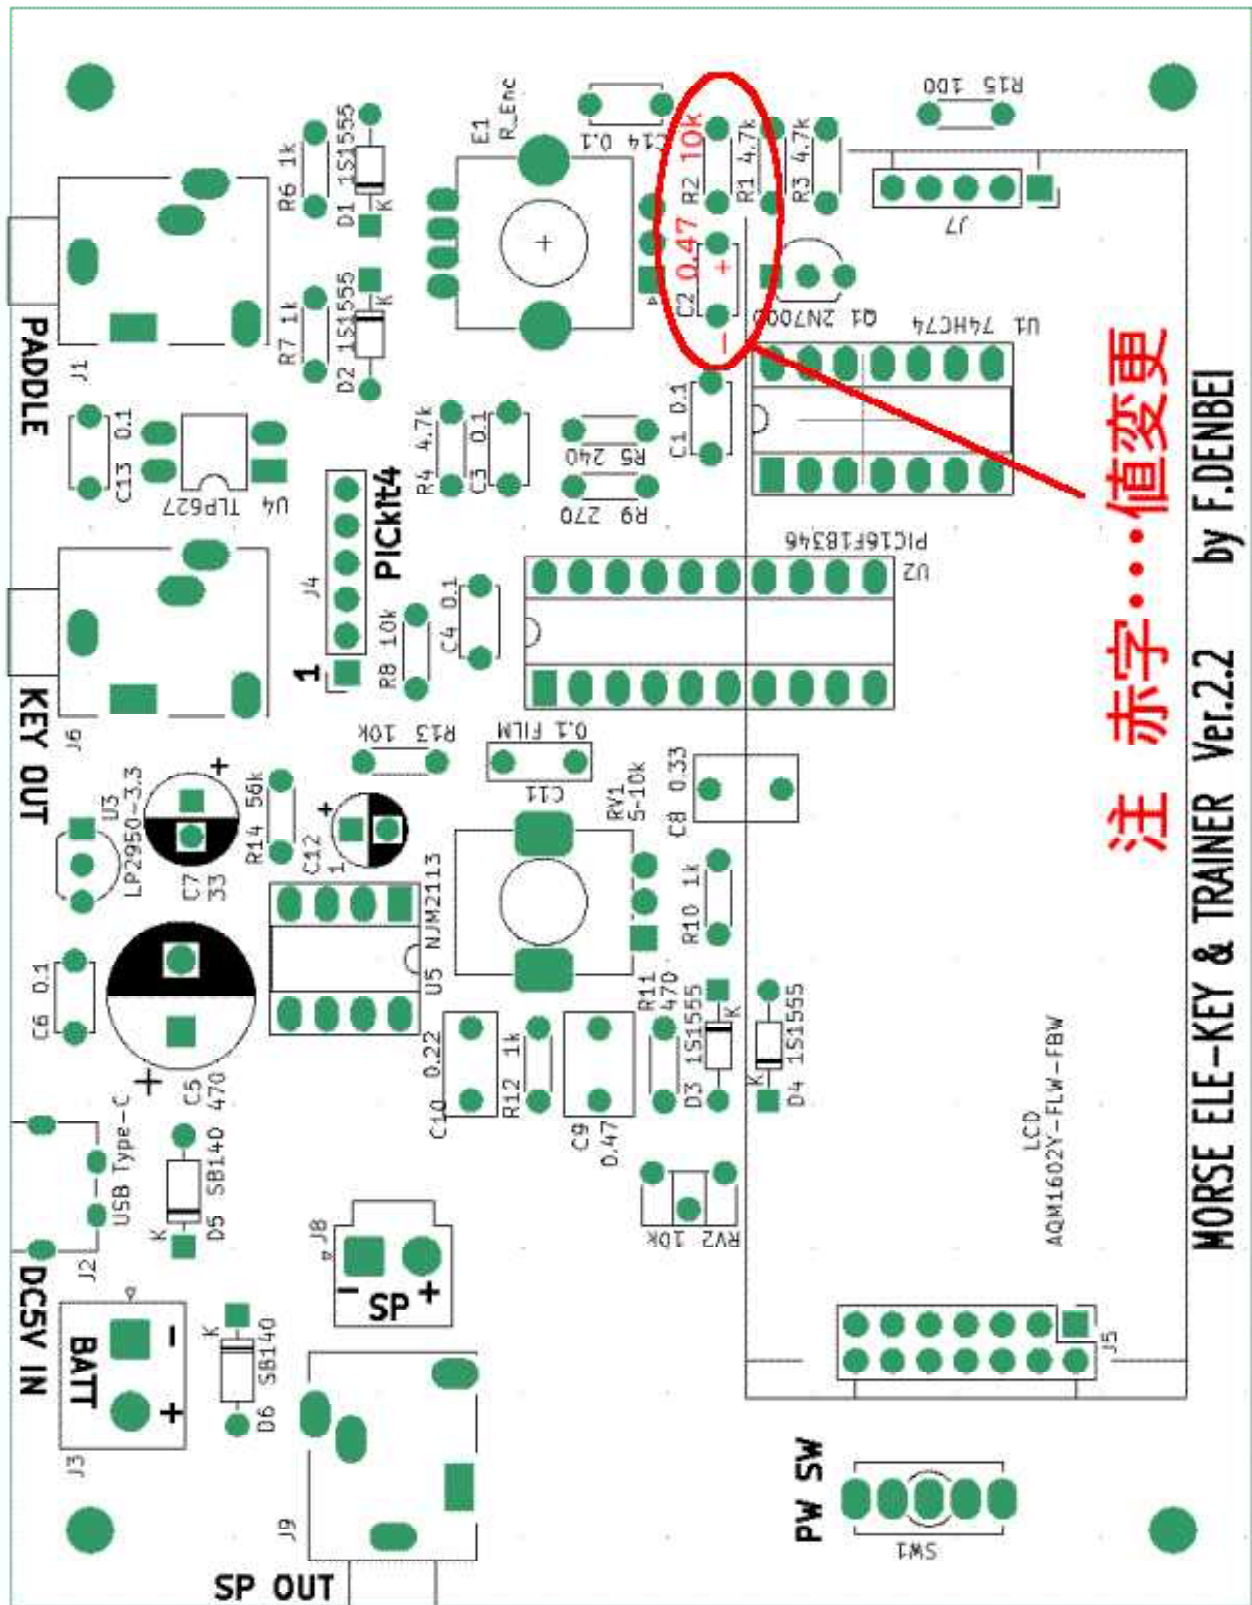 R15 100
J7
E1
R_Enc
C14 0.1
R2 10k
R1 4.7k
R3 4.7k
C2 0.47
+
−
Q1 2N7000
U1 74HC74
C1 0.1
R6 1k
D1 1S1555
K
R7 1k
D2 1S1555
K
J1
PADDLE
C13 0.1
TLP627
U4
R4 4.7k
C3 0.1
R5 240
R9 270
PICkit4
J4
1
R8 10k
C4 0.1
PIC16F18346
U2
J6
KEY OUT
U3
LP2950-3.3
C7
33
+
R14 56k
R13 10k
C12
1
+
0.1 FILM
C11
RV1
5-10k
C8 0.33
R10 1k
U5 NJM2113
C6 0.1
C5
470
+
C10 0.22
R12 1k
C9
0.47
R11
470
D3 1S1555
K
D4 1S1555
K
RV2 10k
USB Type-C
J2
DC5V IN
D5 SB140
K
J8
- SP +
BATT
-
+
J3
D6 SB140
K
J9
SP OUT
LCD
AQM1602Y-FLW-FBW
J5
PW SW
SW1
注 赤字・・・値変更
MORSE ELE-KEY & TRAINER Ver.2.2 by F.DENBEI